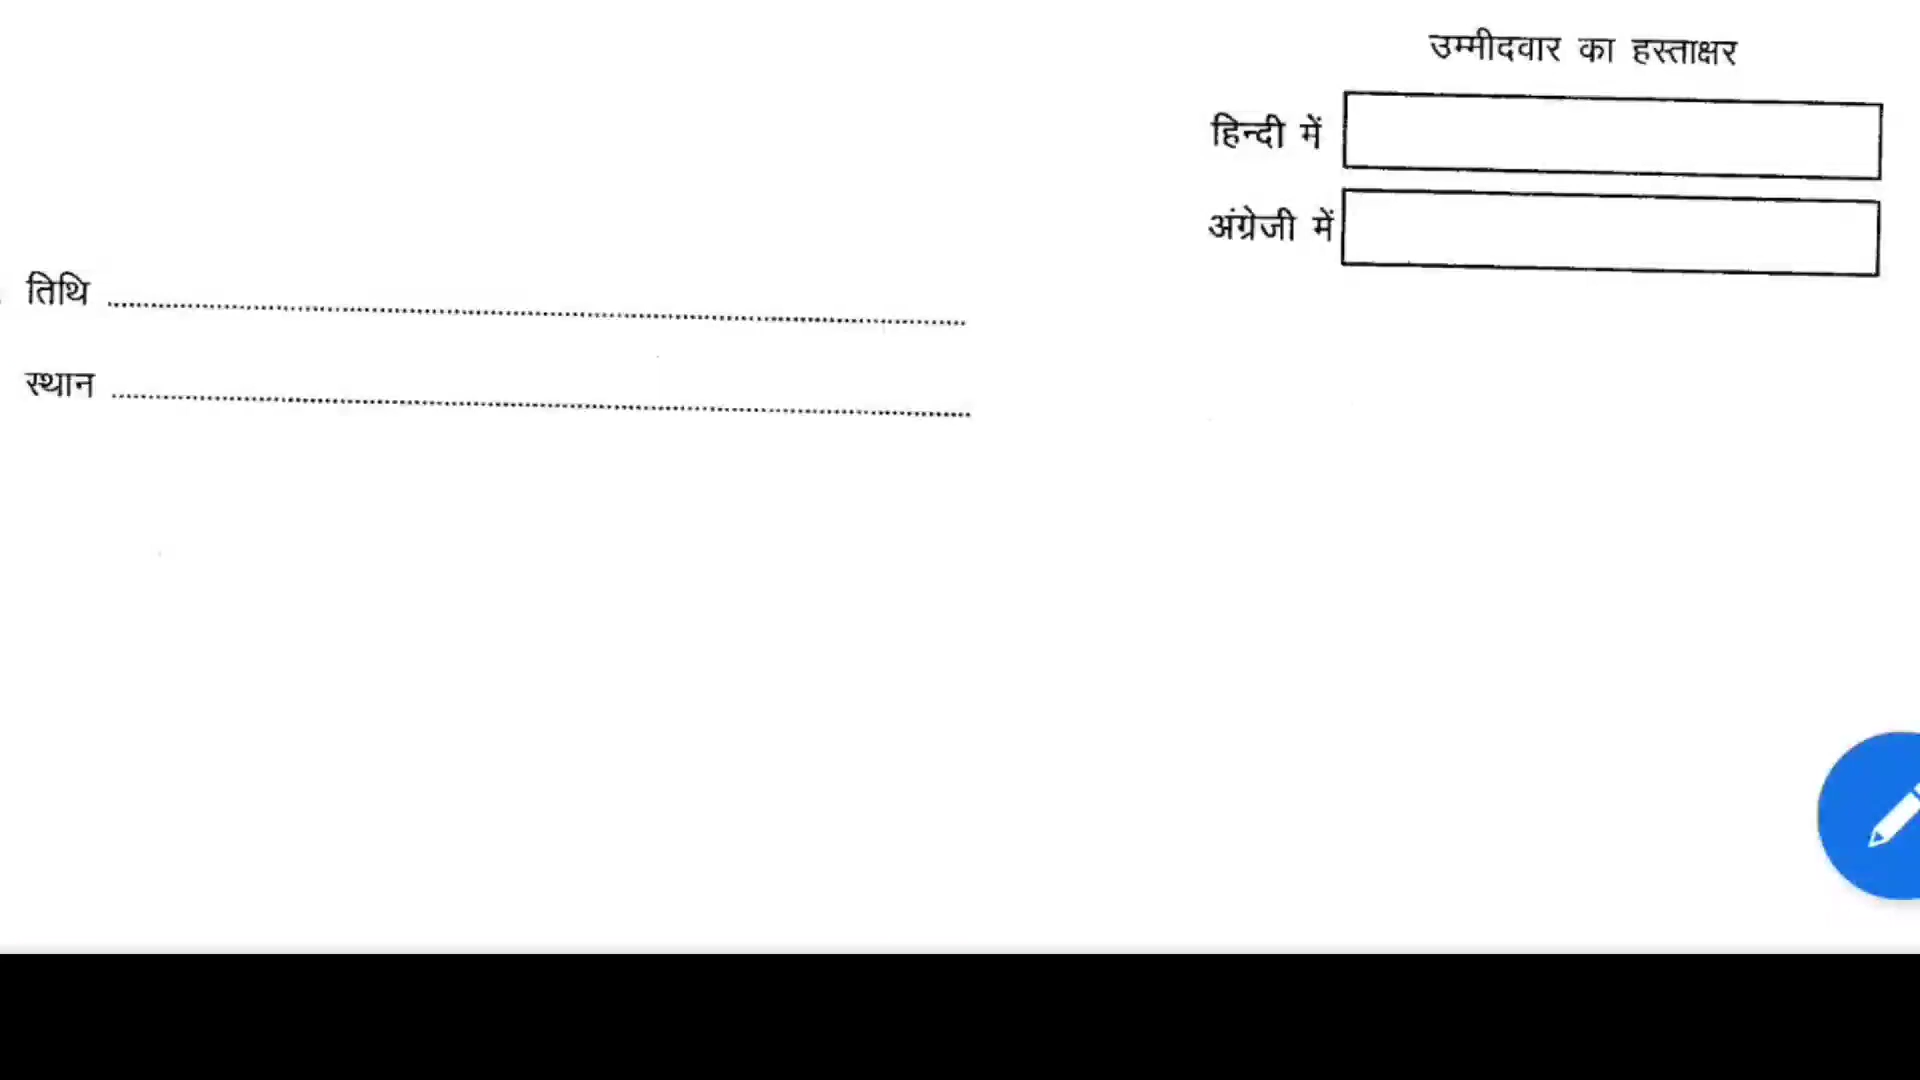 उम्मीदवार का हस्ताक्षर
हिन्दी में
अंग्रेजी में
तिथि ........................................................
स्थान ........................................................